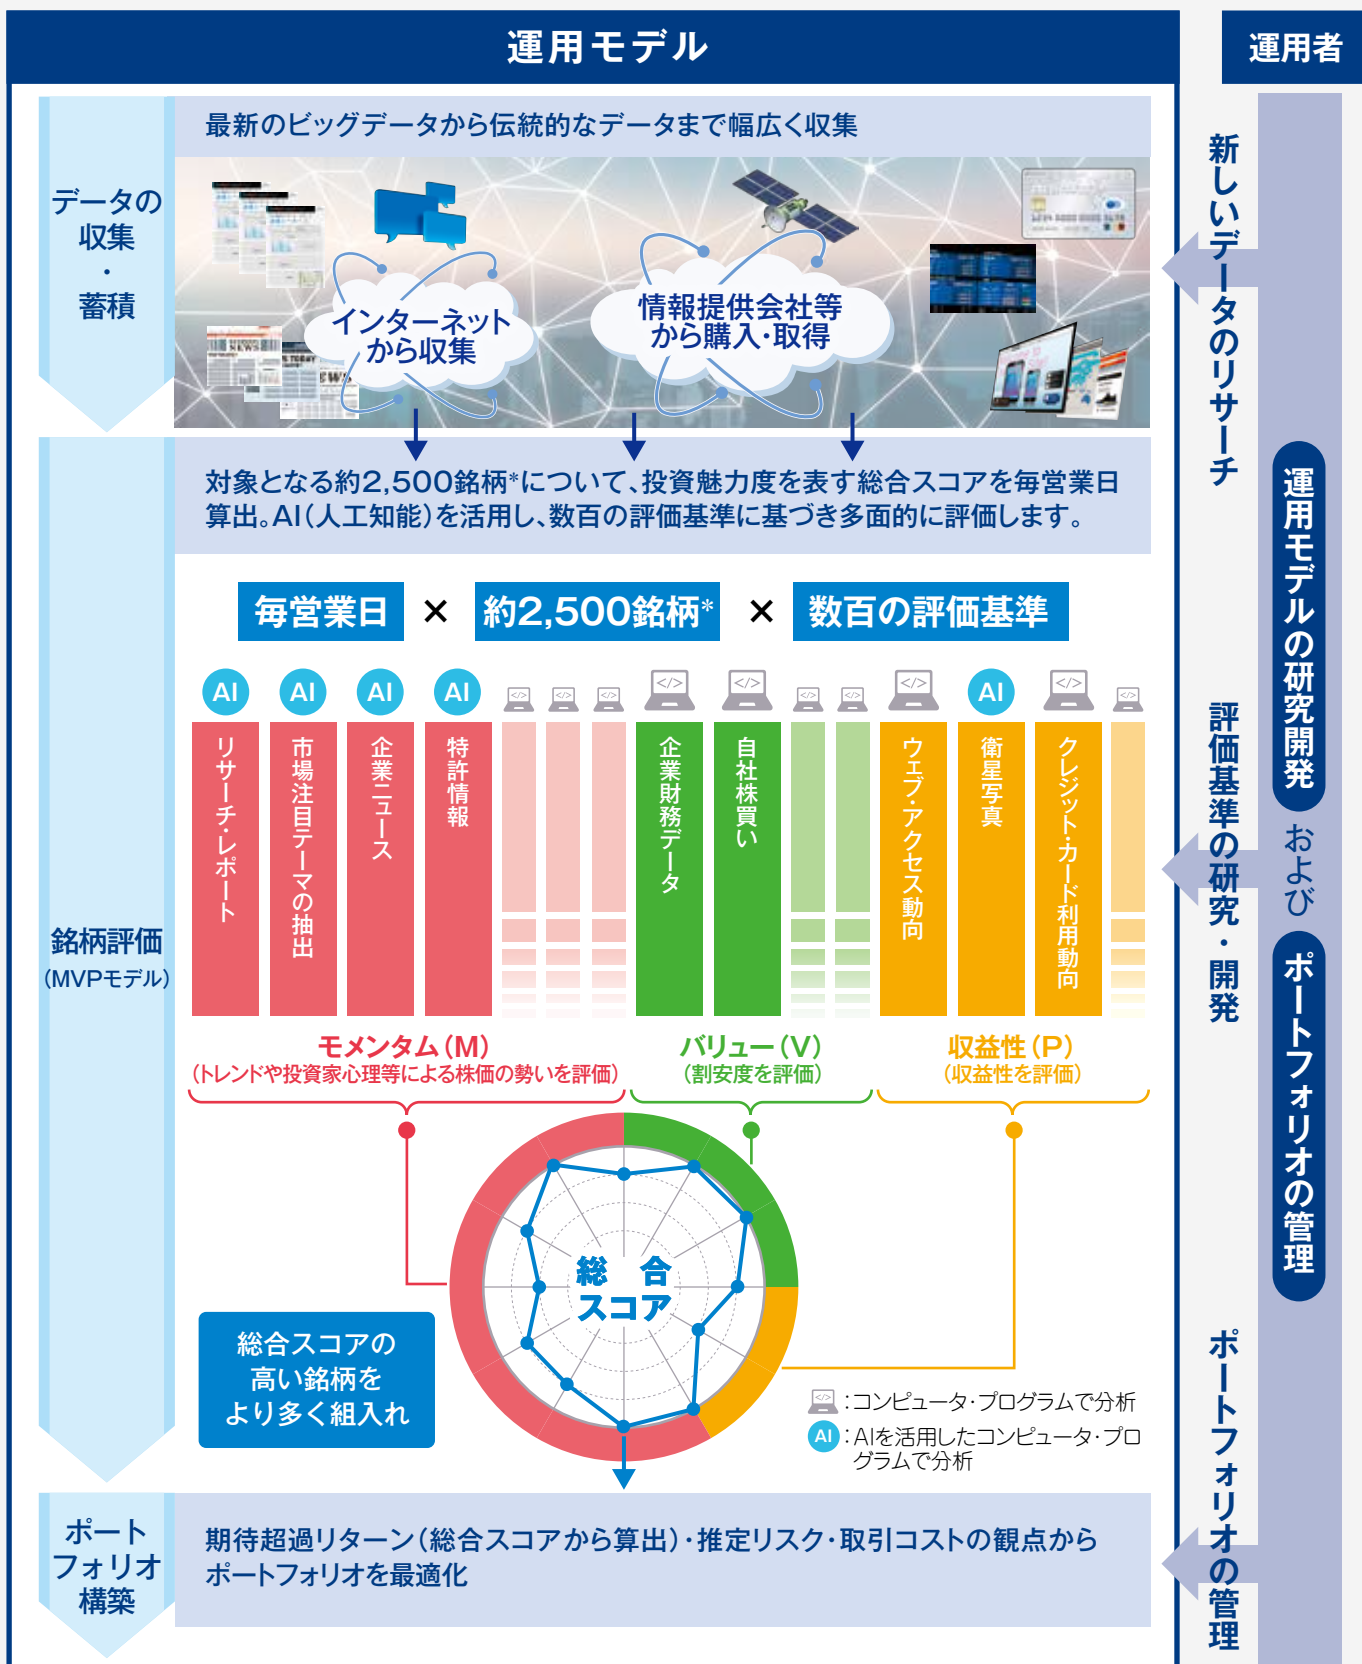 運用モデル
運用者
最新のビッグデータから伝統的なデータまで幅広く収集
データの
収集
・
蓄積
インターネット
から収集
情報提供会社等
から購入・取得
NEWS
新しいデータのリサーチ
対象となる約2,500銘柄*について、投資魅力度を表す総合スコアを毎営業日
算出。AI(人工知能)を活用し、数百の評価基準に基づき多面的に評価します。
毎営業日 × 約2,500銘柄* × 数百の評価基準
AI
AI
AI
AI
</>
</>
</>
</>
</>
</>
</>
</>
AI
</>
</>
リサーチ・レポート
市場注目テーマの抽出
企業ニュース
特許情報
企業財務データ
自社株買い
ウェブ・アクセス動向
衛星写真
クレジット・カード利用動向
銘柄評価
(MVPモデル)
モメンタム(M)
(トレンドや投資家心理等による株価の勢いを評価)
バリュー(V)
(割安度を評価)
収益性(P)
(収益性を評価)
総 合
スコア
総合スコアの
高い銘柄を
より多く組入れ
</>
:コンピュータ・プログラムで分析
AI
:AIを活用したコンピュータ・プロ
グラムで分析
評価基準の研究・開発
運用モデルの研究開発
および
ポートフォリオの管理
ポート
フォリオ
構築
期待超過リターン(総合スコアから算出)・推定リスク・取引コストの観点から
ポートフォリオを最適化
ポートフォリオの管理